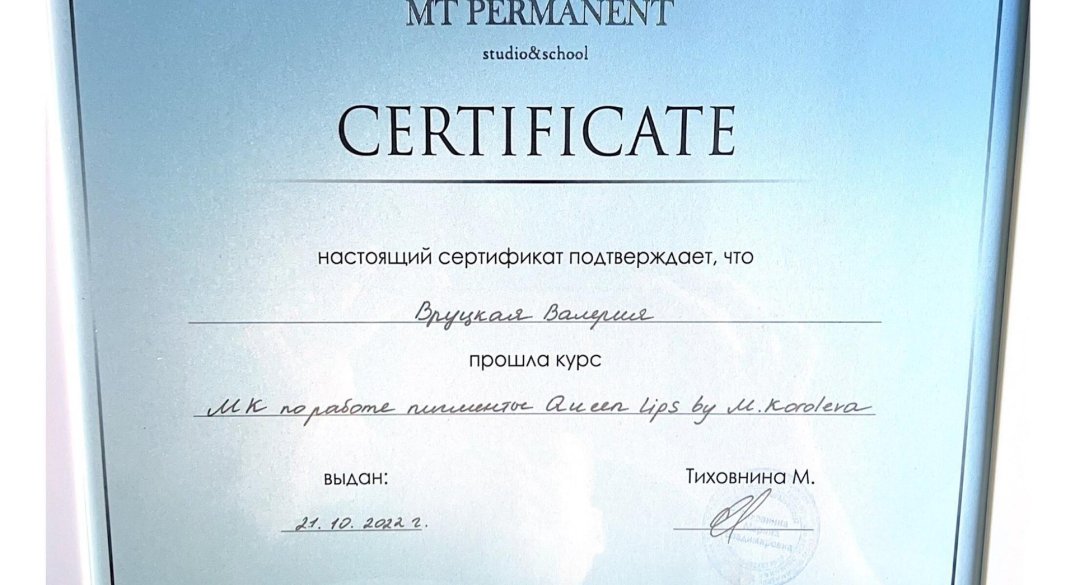 MT PERMANENT
studio&school
CERTIFICATE
настоящий сертификат подтверждает, что
Вруцкая Валерия
прошла курс
МК по работе пигменты Queen Lips by M. Koroleva
выдан:
Тиховнина М.
21.10.2022 г.